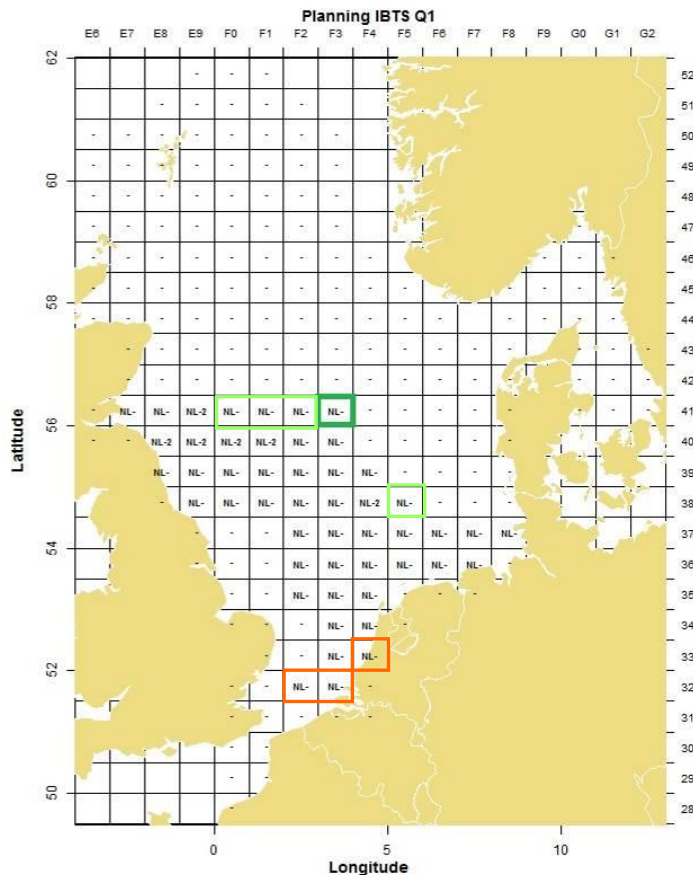 Planning IBTS Q1
E6 E7 E8 E9 F0 F1 F2 F3 F4 F5 F6 F7 F8 F9 G0 G1 G2
62
52
51
50
60
49
48
47
46
58
45
44
43
42
56
- NL- NL- NL-2 NL- NL- NL- NL- - - - - 41
- - NL-2 NL-2 NL-2 NL-2 NL- NL- - - - - 40
NL- NL- NL- NL- NL- NL- NL- - - - 39
NL- NL- NL- NL- NL- NL-2 NL- - - 38
54
- - - NL- NL- NL- NL- NL- NL- NL- 37
- - NL- NL- NL- NL- NL- NL- - 36
- - NL- NL- NL- - - - 35
- - NL- NL- - 34
- - NL- NL- 33
52
- - NL- NL- 32
31
30
50
29
28
0 5 10
Latitude
Longitude